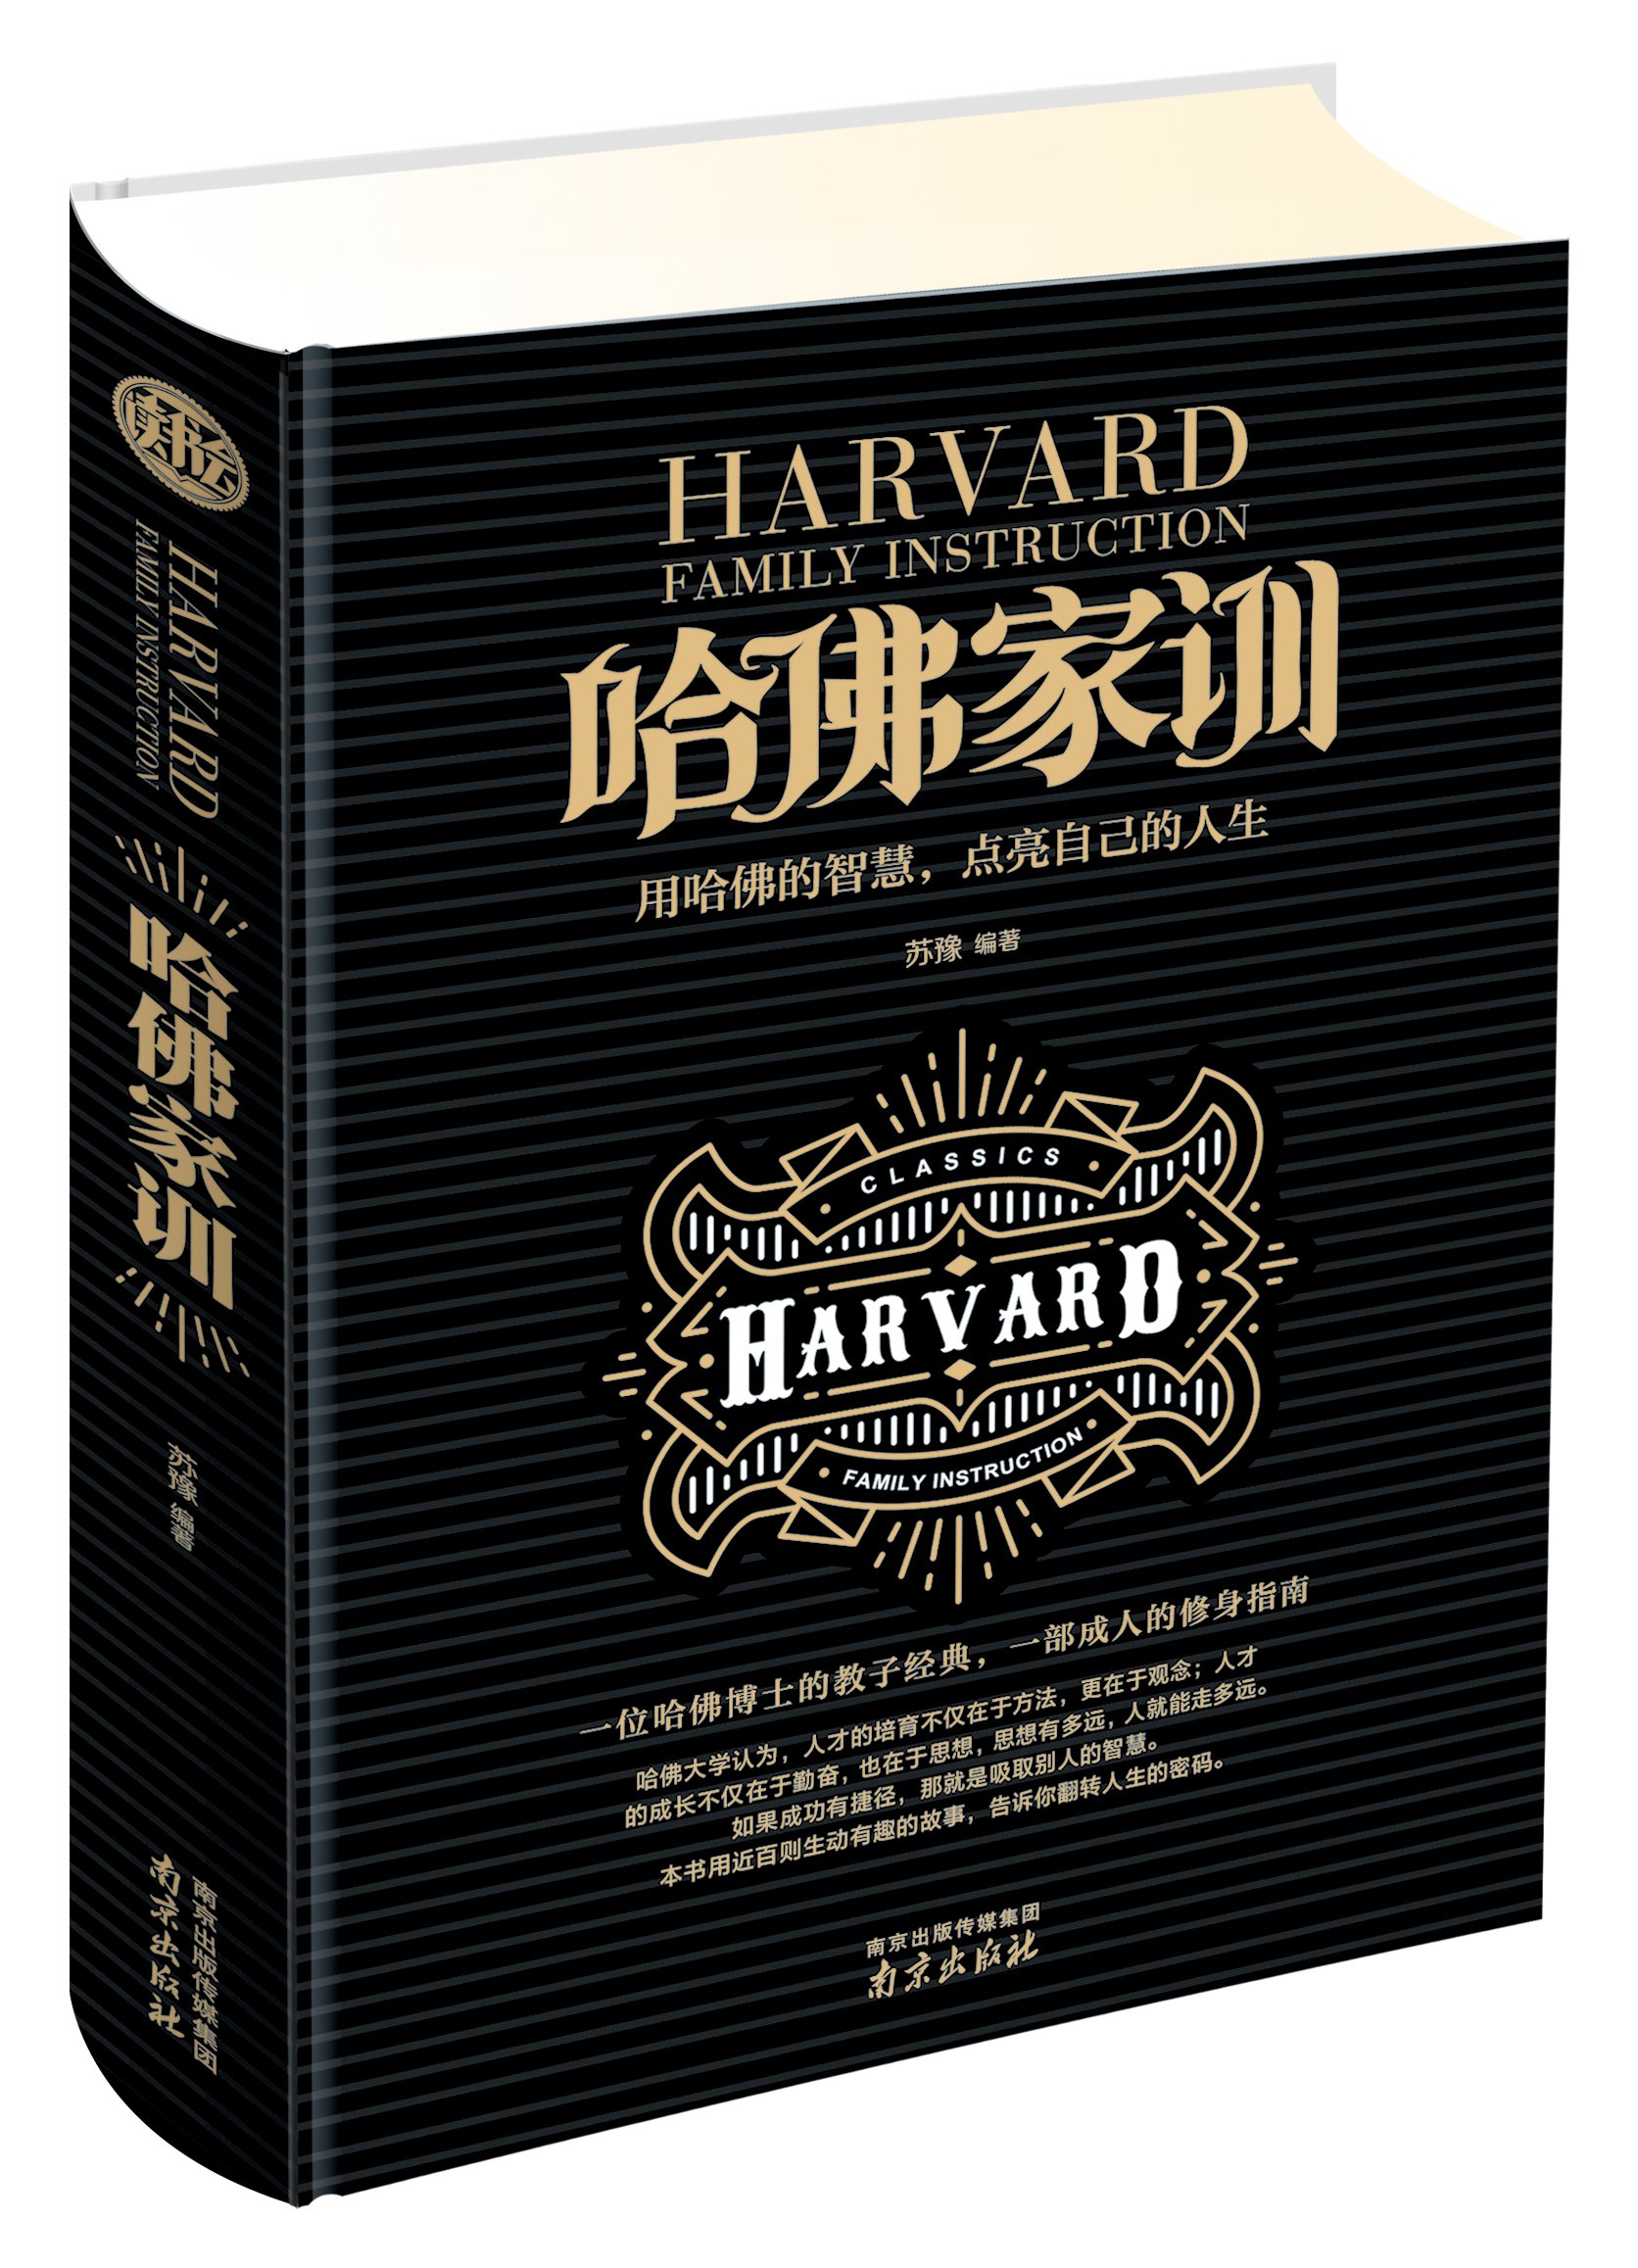 HARVARD
FAMILY INSTRUCTION
哈佛家训
用哈佛的智慧，点亮自己的人生
苏豫 编著
CLASSICS
HARVARD
FAMILY INSTRUCTION
一位哈佛博士的教子经典，一部成人的修身指南
哈佛大学认为，人才的培育不仅在于方法，更在于观念；人才
的成长不仅在于勤奋，也在于思想，思想有多远，人就能走多远。
如果成功有捷径，那就是吸取别人的智慧。
本书用近百则生动有趣的故事，告诉你翻转人生的密码。
南京出版传媒集团
南京出版社
读书会
HARVARD
FAMILY INSTRUCTION
哈佛家训
苏豫 编著
南京出版传媒集团
南京出版社